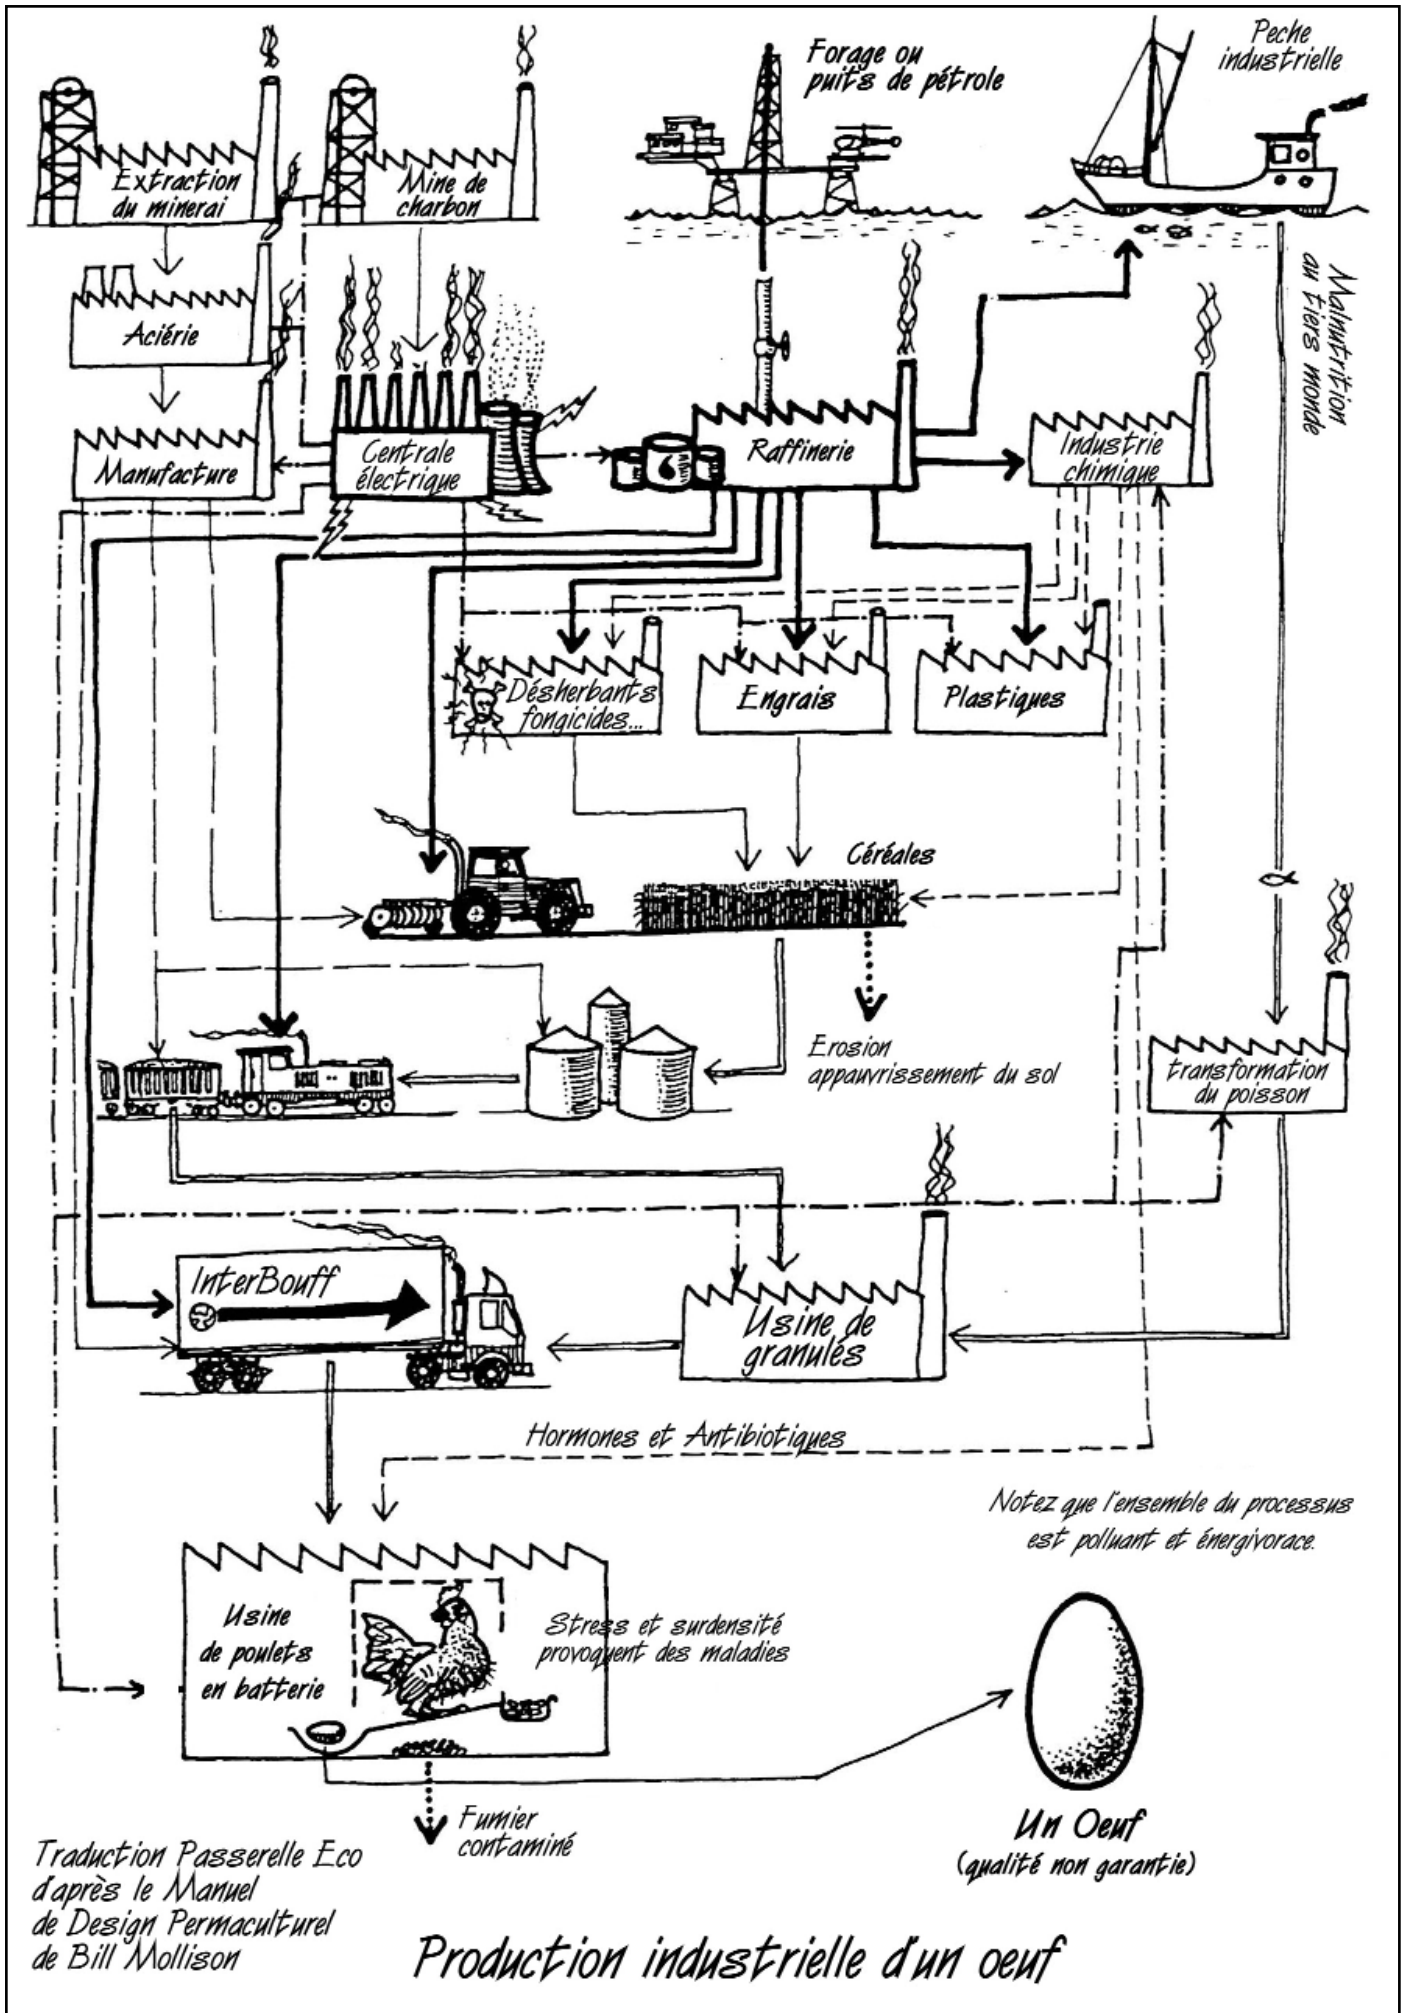 Forage ou
puits de pétrole
Peche
industrielle
Extraction
du minerai
Mine de
charbon
Malnutrition
au tiers monde
Aciérie
Manufacture
Centrale
électrique
Raffinerie
Industrie
chimique
Désherbants
fongicides...
Engrais
Plastiques
Céréales
Erosion
appauvrissement du sol
transformation
du poisson
InterBouff
Usine de
granulés
Hormones et Antibiotiques
Notez que l'ensemble du processus
est polluant et énergivorace.
Usine
de poulets
en batterie
Stress et surdensité
provoquent des maladies
Fumier
contaminé
Un Oeuf
(qualité non garantie)
Traduction Passerelle Eco
d'après le Manuel
de Design Permaculturel
de Bill Mollison
Production industrielle d'un oeuf